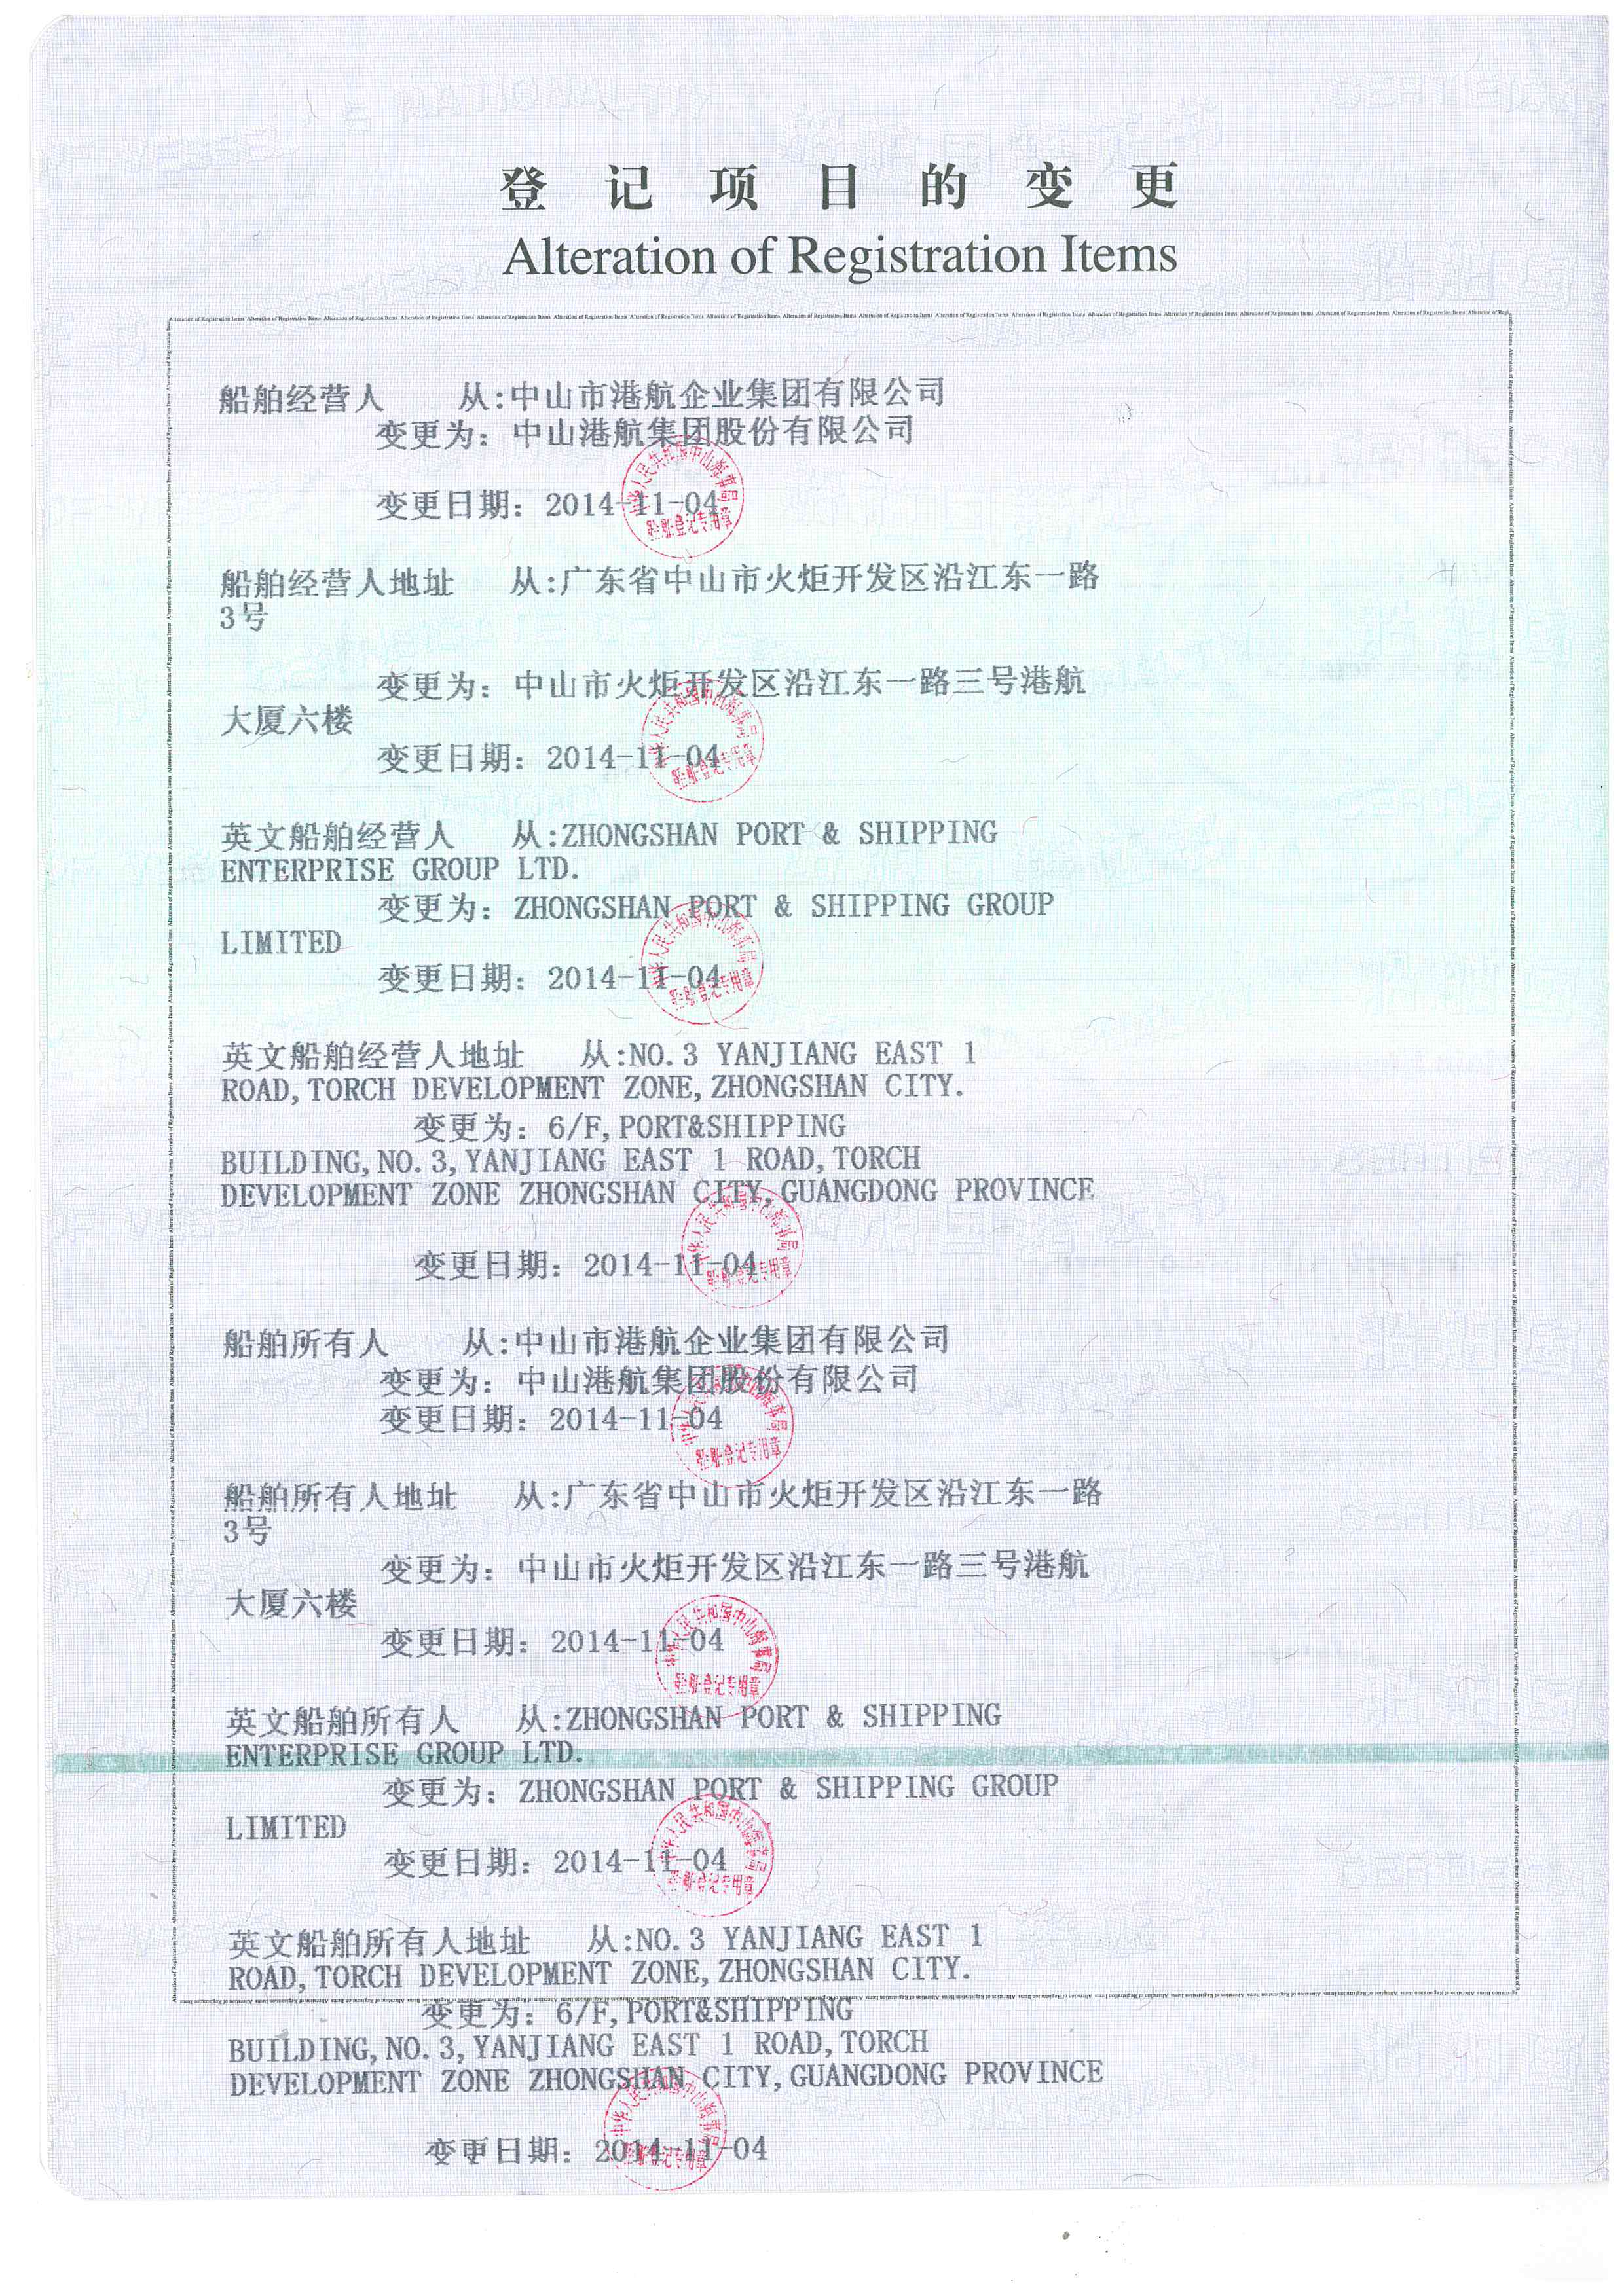 登记项目的变更
Alteration of Registration Items
船舶经营人 从:中山市港航企业集团有限公司
变更为: 中山港航集团股份有限公司
变更日期: 2014-11-04
船舶经营人地址 从:广东省中山市火炬开发区沿江东一路
3号
变更为: 中山市火炬开发区沿江东一路三号港航
大厦六楼
变更日期: 2014-11-04
英文船舶经营人 从:ZHONGSHAN PORT & SHIPPING
ENTERPRISE GROUP LTD.
变更为: ZHONGSHAN PORT & SHIPPING GROUP
LIMITED
变更日期: 2014-11-04
英文船舶经营人地址 从:NO.3 YANJIANG EAST 1
ROAD,TORCH DEVELOPMENT ZONE,ZHONGSHAN CITY.
变更为: 6/F,PORT&SHIPPING
BUILDING,NO.3,YANJIANG EAST 1 ROAD,TORCH
DEVELOPMENT ZONE ZHONGSHAN CITY,GUANGDONG PROVINCE
变更日期: 2014-11-04
船舶所有人 从:中山市港航企业集团有限公司
变更为: 中山港航集团股份有限公司
变更日期: 2014-11-04
船舶所有人地址 从:广东省中山市火炬开发区沿江东一路
3号
变更为: 中山市火炬开发区沿江东一路三号港航
大厦六楼
变更日期: 2014-11-04
英文船舶所有人 从:ZHONGSHAN PORT & SHIPPING
ENTERPRISE GROUP LTD.
变更为: ZHONGSHAN PORT & SHIPPING GROUP
LIMITED
变更日期: 2014-11-04
英文船舶所有人地址 从:NO.3 YANJIANG EAST 1
ROAD,TORCH DEVELOPMENT ZONE,ZHONGSHAN CITY.
变更为: 6/F,PORT&SHIPPING
BUILDING,NO.3,YANJIANG EAST 1 ROAD,TORCH
DEVELOPMENT ZONE ZHONGSHAN CITY,GUANGDONG PROVINCE
变更日期: 2014-11-04
中华人民共和国中山海事局
船舶登记专用章